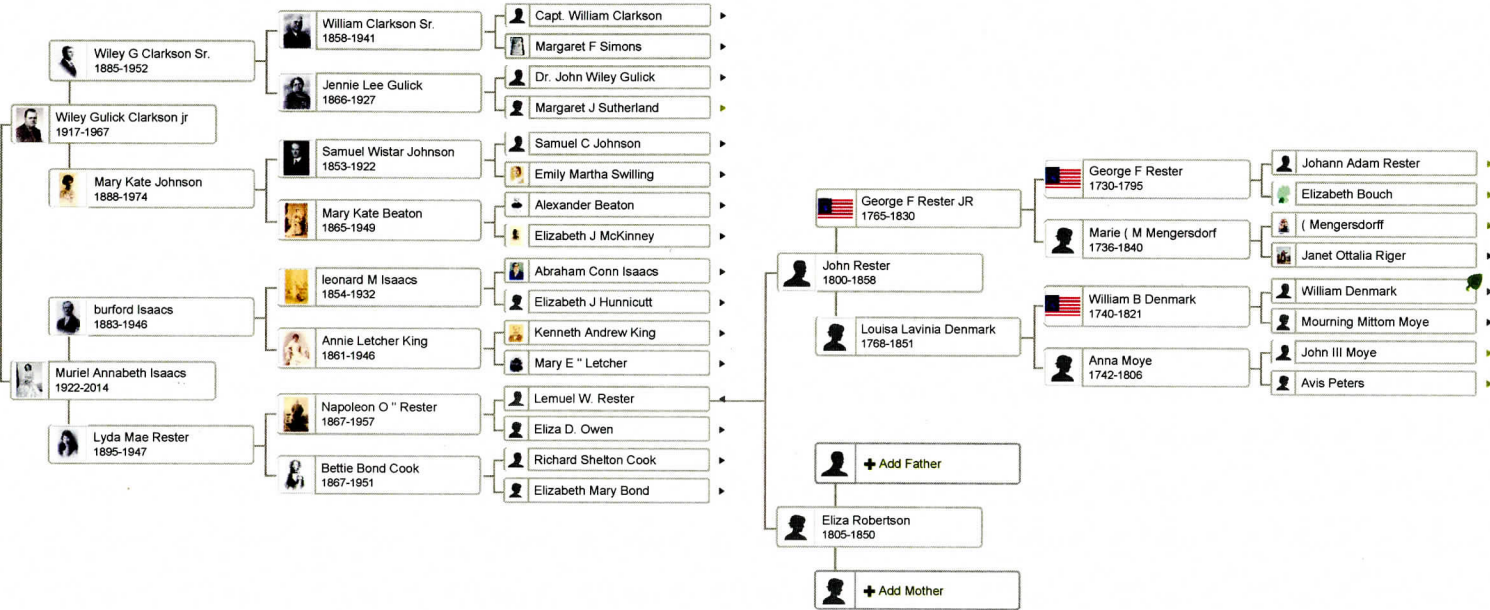 Wiley Gulick Clarkson jr
1917-1967
Wiley G Clarkson Sr.
1885-1952
William Clarkson Sr.
1858-1941
Capt. William Clarkson
Margaret F Simons
Jennie Lee Gulick
1866-1927
Dr. John Wiley Gulick
Margaret J Sutherland
Mary Kate Johnson
1888-1974
Samuel Wistar Johnson
1853-1922
Samuel C Johnson
Emily Martha Swilling
Mary Kate Beaton
1865-1949
Alexander Beaton
Elizabeth J McKinney
Muriel Annabeth Isaacs
1922-2014
burford Isaacs
1883-1946
leonard M Isaacs
1854-1932
Abraham Conn Isaacs
Elizabeth J Hunnicutt
Annie Letcher King
1861-1946
Kenneth Andrew King
Mary E " Letcher
Lyda Mae Rester
1895-1947
Napoleon O " Rester
1867-1957
Lemuel W. Rester
Eliza D. Owen
Bettie Bond Cook
1867-1951
Richard Shelton Cook
Elizabeth Mary Bond
John Rester
1800-1858
George F Rester JR
1765-1830
George F Rester
1730-1795
Johann Adam Rester
Elizabeth Bouch
Marie ( M Mengersdorf
1736-1840
( Mengersdorff
Janet Ottalia Riger
Louisa Lavinia Denmark
1768-1851
William B Denmark
1740-1821
William Denmark
Mourning Mittom Moye
Anna Moye
1742-1806
John III Moye
Avis Peters
Eliza Robertson
1805-1850
Add Father
Add Mother